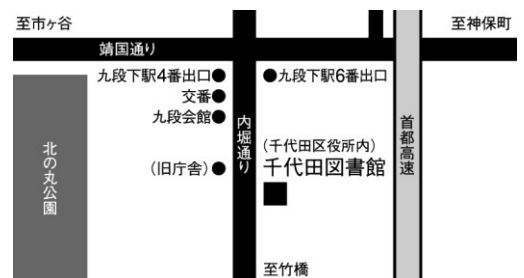 至市ヶ谷
至神保町
靖国通り
九段下駅4番出口●
●九段下駅6番出口
交番●
九段会館●
内堀通り
首都高速
北の丸公園
(旧庁舎)●
(千代田区役所内)
千代田図書館
至竹橋